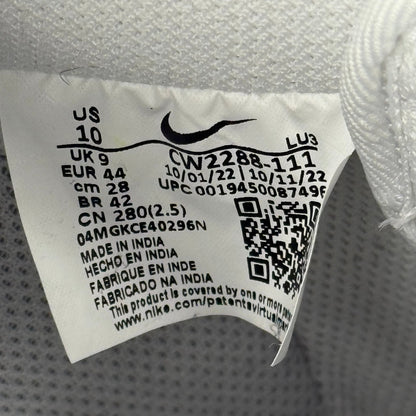 US
10
LU3
UK 9
CW2288-111
EUR 44
10/01/22 10/11/22
cm 28
UPC 00194500874
BR 42
CN 280(2.5)
04MGKCE40296N
MADE IN INDIA
HECHO EN INDIA
FABRIQUE EN INDE
FABRICADO NA INDIA
This product is covered by one or more
www.nike.com/patents